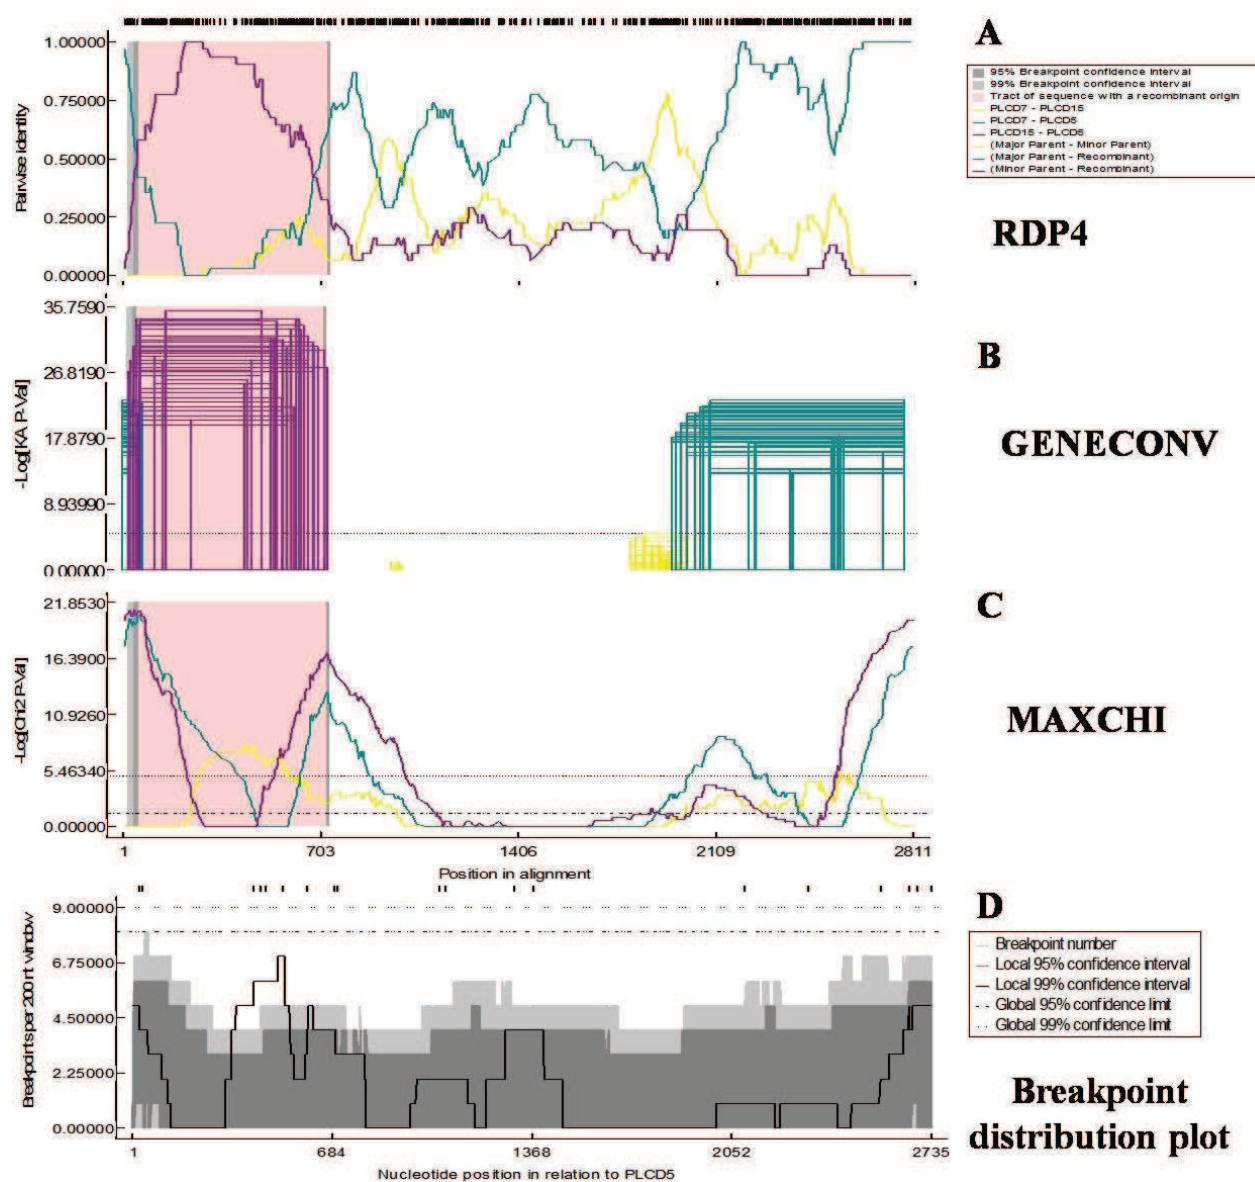 A
1.00000
0.75000
0.50000
0.25000
0.00000
Pairwise identity
95% Breakpoint confidence interval
99% Breakpoint confidence interval
Tract of sequence with a recombinant origin
PLCD7 - PLCD15
PLCD7 - PLCD5
PLCD15 - PLCD5
(Major Parent - Minor Parent)
(Major Parent - Recombinant)
(Minor Parent - Recombinant)
RDP4
B
35.7590
26.8190
17.8790
8.93990
0.00000
-Log[KA P-Val]
GENECONV
C
21.8530
16.3900
10.9260
5.46340
0.00000
-Log[Chi2 P-Val]
MAXCHI
1
703
1406
2109
2811
Position in alignment
D
9.00000
6.75000
4.50000
2.25000
0.00000
Breakpoints per 200 nt window
Breakpoint number
Local 95% confidence interval
Local 99% confidence interval
Global 95% confidence limit
Global 99% confidence limit
Breakpoint
distribution plot
1
684
1368
2052
2735
Nucleotide position in relation to PLCD5